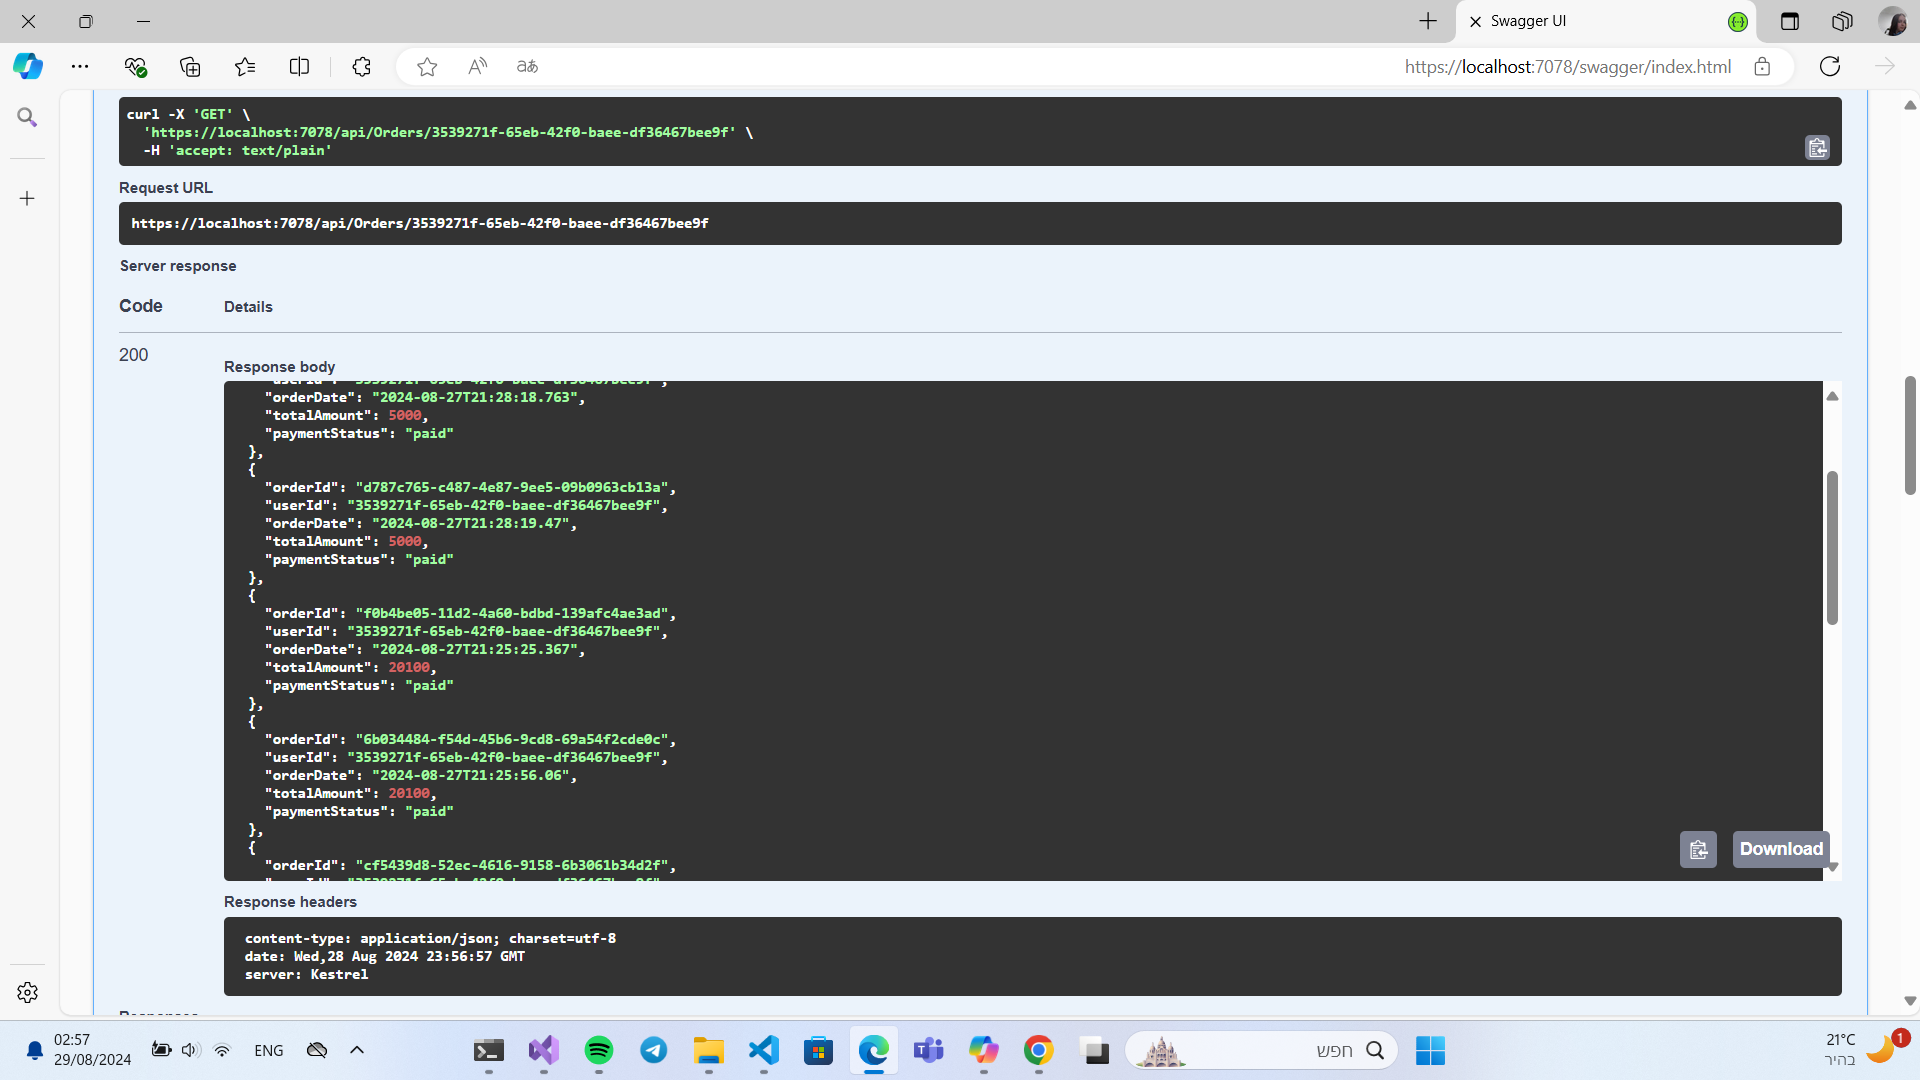 Swagger UI
https://localhost:7078/swagger/index.html
curl -X 'GET' \
'https://localhost:7078/api/Orders/3539271f-65eb-42f0-baee-df36467bee9f' \
-H 'accept: text/plain'
Request URL
https://localhost:7078/api/Orders/3539271f-65eb-42f0-baee-df36467bee9f
Server response
Code Details
200
Response body
"userId": "3539271f-65eb-42f0-baee-df36467bee9f",
"orderDate": "2024-08-27T21:28:18.763",
"totalAmount": 5000,
"paymentStatus": "paid"
},
{
"orderId": "d787c765-c487-4e87-9ee5-09b0963cb13a",
"userId": "3539271f-65eb-42f0-baee-df36467bee9f",
"orderDate": "2024-08-27T21:28:19.47",
"totalAmount": 5000,
"paymentStatus": "paid"
},
{
"orderId": "f0b4be05-11d2-4a60-bdbd-139afc4ae3ad",
"userId": "3539271f-65eb-42f0-baee-df36467bee9f",
"orderDate": "2024-08-27T21:25:25.367",
"totalAmount": 20100,
"paymentStatus": "paid"
},
{
"orderId": "6b034484-f54d-45b6-9cd8-69a54f2cde0c",
"userId": "3539271f-65eb-42f0-baee-df36467bee9f",
"orderDate": "2024-08-27T21:25:56.06",
"totalAmount": 20100,
"paymentStatus": "paid"
},
{
"orderId": "cf5439d8-52ec-4616-9158-6b3061b34d2f",
Download
Response headers
content-type: application/json; charset=utf-8
date: Wed,28 Aug 2024 23:56:57 GMT
server: Kestrel
Responses
02:57
29/08/2024
ENG
חפש
21°C
בהיר
1